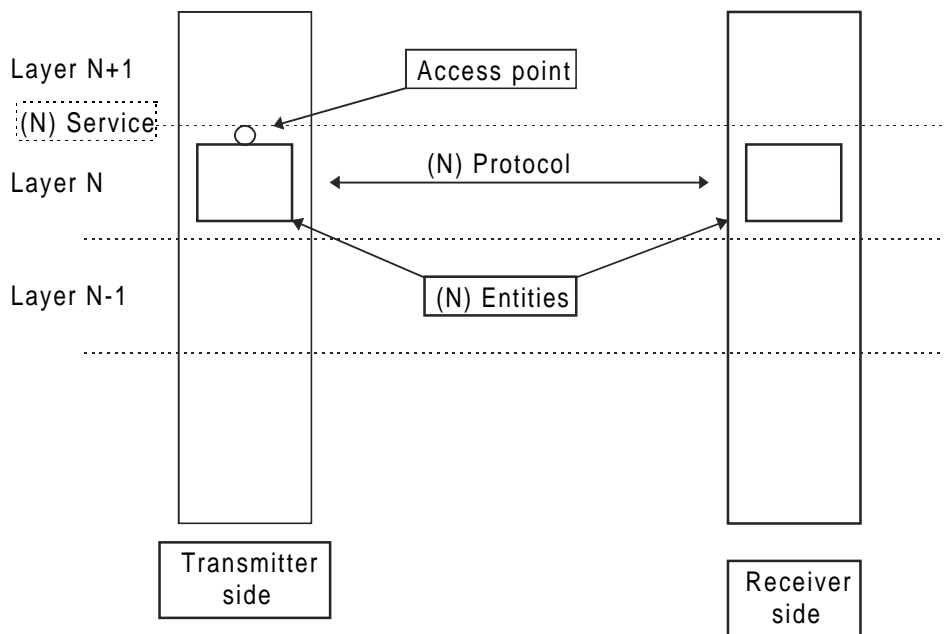 Layer N+1
Access point
(N) Service
(N) Protocol
Layer N
Layer N-1
(N) Entities
Transmitter
side
Receiver
side